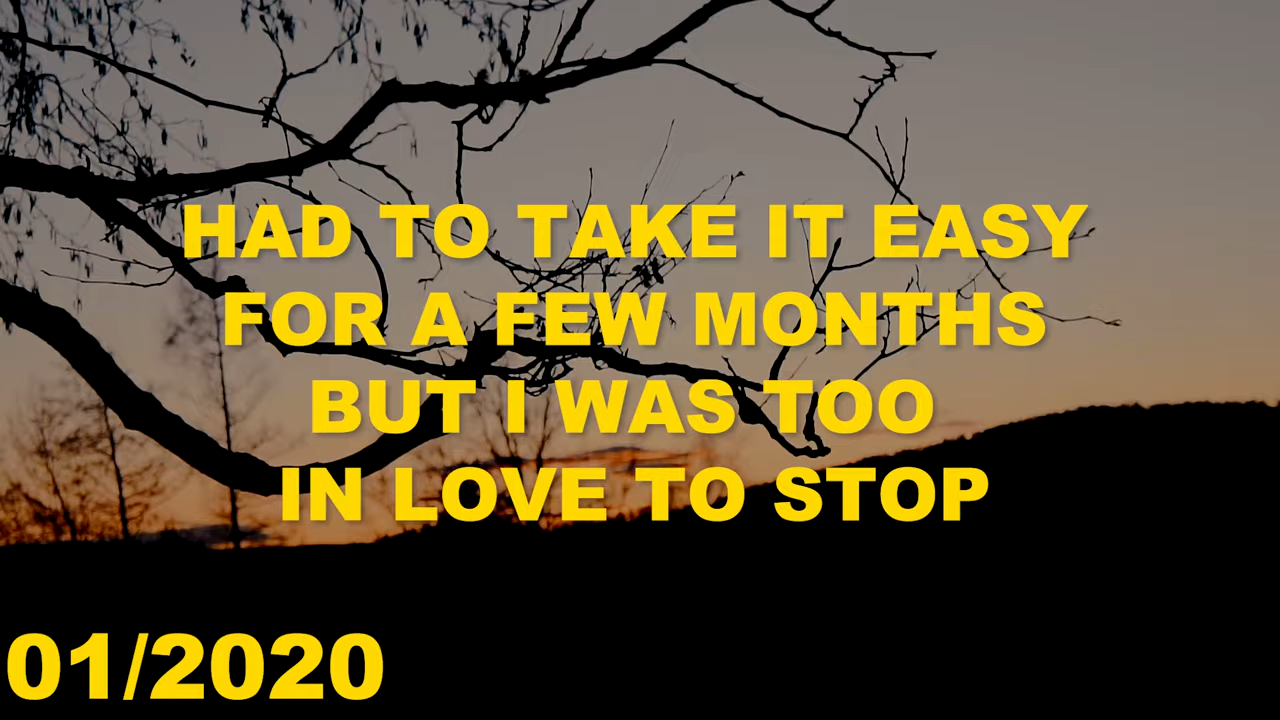 HAD TO TAKE IT EASY
FOR A FEW MONTHS
BUT I WAS TOO
IN LOVE TO STOP
01/2020